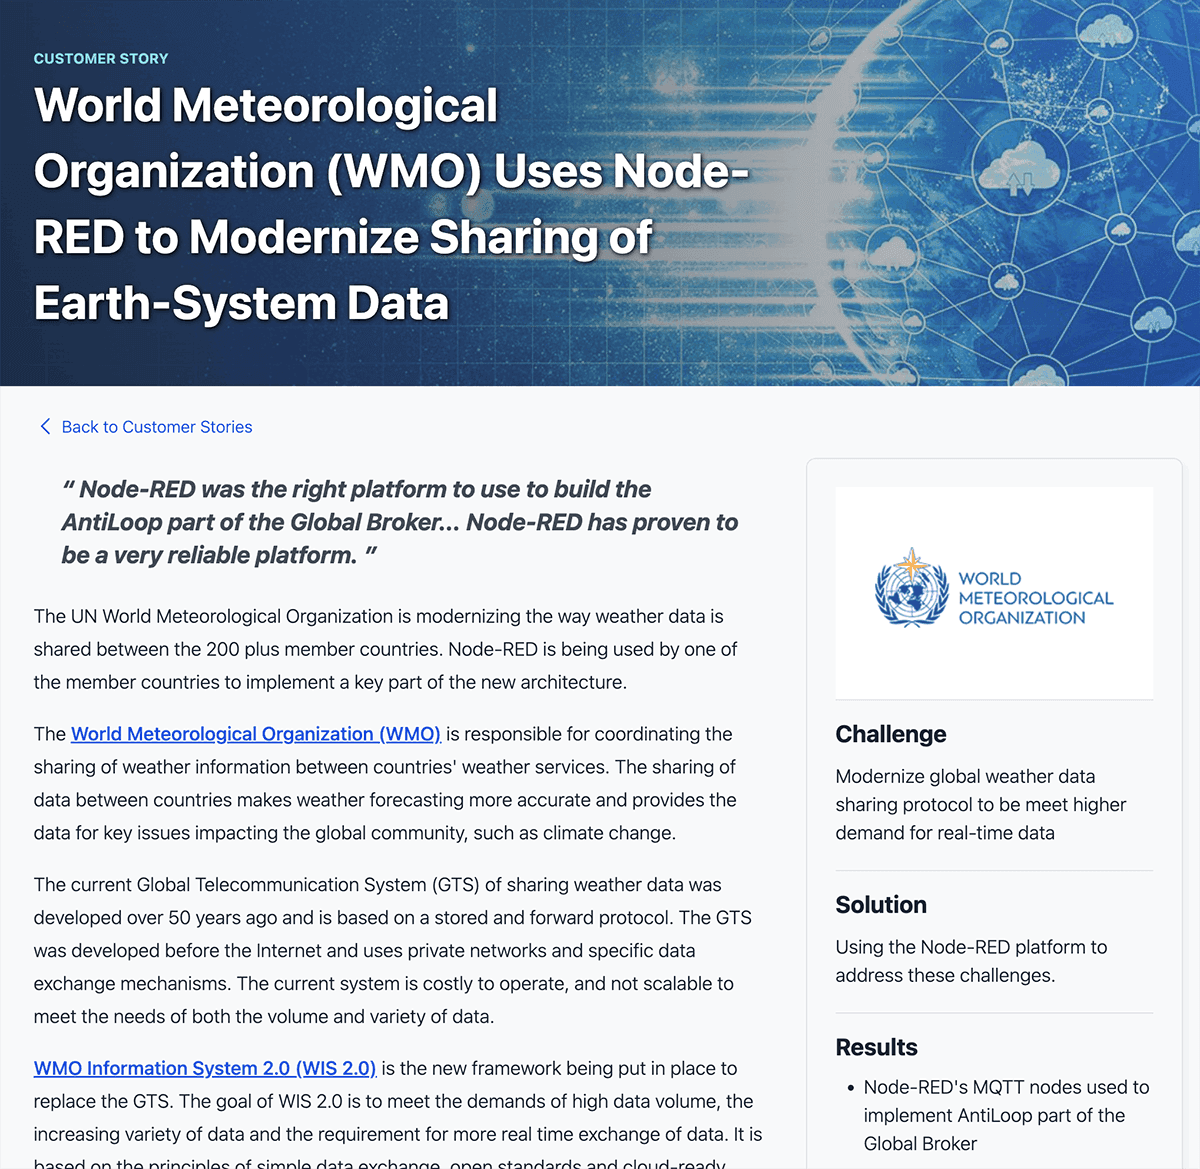 CUSTOMER STORY
World Meteorological
Organization (WMO) Uses Node-
RED to Modernize Sharing of
Earth-System Data
Back to Customer Stories
“ Node-RED was the right platform to use to build the
AntiLoop part of the Global Broker... Node-RED has proven to
be a very reliable platform. ”
The UN World Meteorological Organization is modernizing the way weather data is
shared between the 200 plus member countries. Node-RED is being used by one of
the member countries to implement a key part of the new architecture.
The World Meteorological Organization (WMO) is responsible for coordinating the
sharing of weather information between countries' weather services. The sharing of
data between countries makes weather forecasting more accurate and provides the
data for key issues impacting the global community, such as climate change.
The current Global Telecommunication System (GTS) of sharing weather data was
developed over 50 years ago and is based on a stored and forward protocol. The GTS
was developed before the Internet and uses private networks and specific data
exchange mechanisms. The current system is costly to operate, and not scalable to
meet the needs of both the volume and variety of data.
WMO Information System 2.0 (WIS 2.0) is the new framework being put in place to
replace the GTS. The goal of WIS 2.0 is to meet the demands of high data volume, the
increasing variety of data and the requirement for more real time exchange of data. It is
based on the principles of simple data exchange, open standards and cloud-ready
WORLD
METEOROLOGICAL
ORGANIZATION
Challenge
Modernize global weather data
sharing protocol to be meet higher
demand for real-time data
Solution
Using the Node-RED platform to
address these challenges.
Results
• Node-RED's MQTT nodes used to
implement AntiLoop part of the
Global Broker